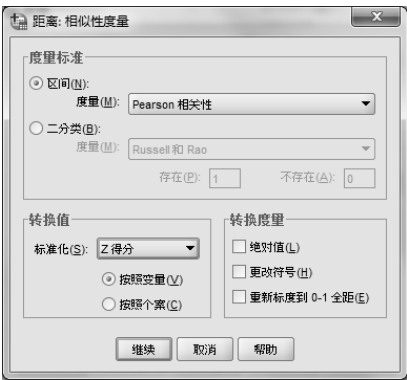 距离: 相似性度量
度量标准
区间(N):
度量(M): Pearson 相关性
二分类(B):
度量(M): Russell 和 Rao
存在(P): 1 不存在(A): 0
转换值
标准化(S): Z 得分
按照变量(V)
按照个案(C)
转换度量
绝对值(L)
更改符号(H)
重新标度到 0-1 全距(E)
继续 取消 帮助